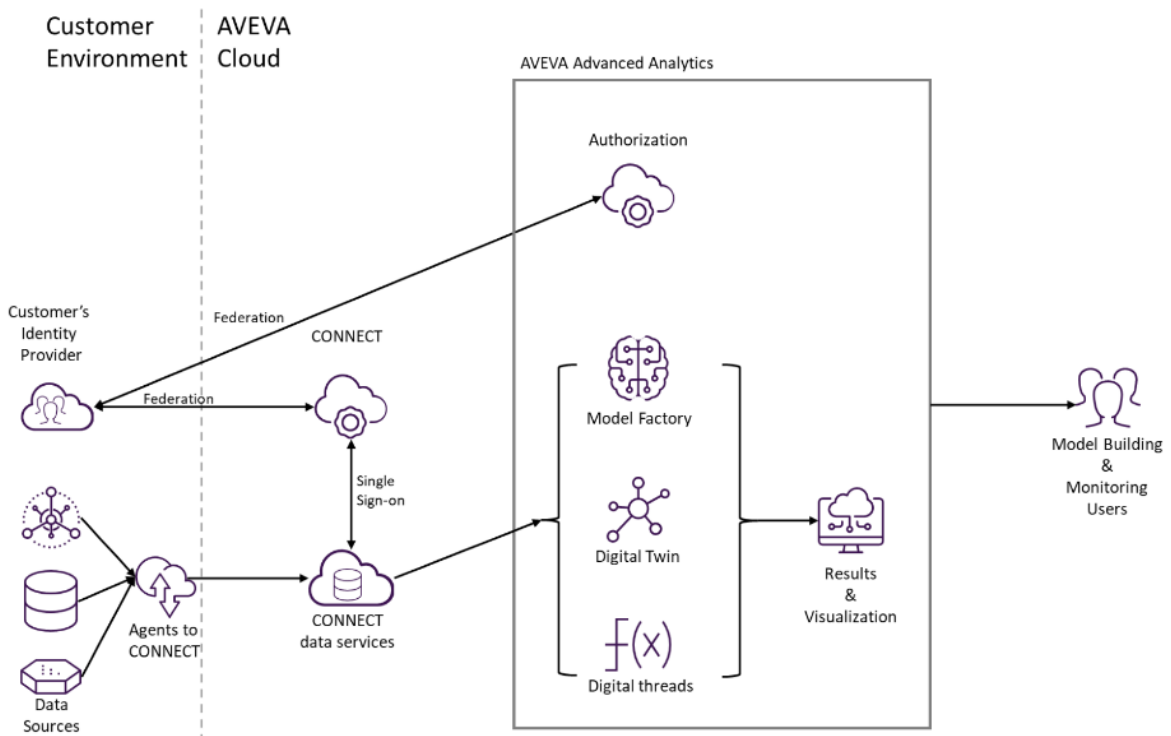 Customer
Environment
AVEVA
Cloud
AVEVA Advanced Analytics
Authorization
Federation
CONNECT
Customer’s
Identity
Provider
Federation
Single
Sign-on
Model Factory
Model Building
&
Monitoring
Users
Digital Twin
Results
&
Visualization
Agents to
CONNECT
CONNECT
data services
(X)
Digital threads
Data
Sources